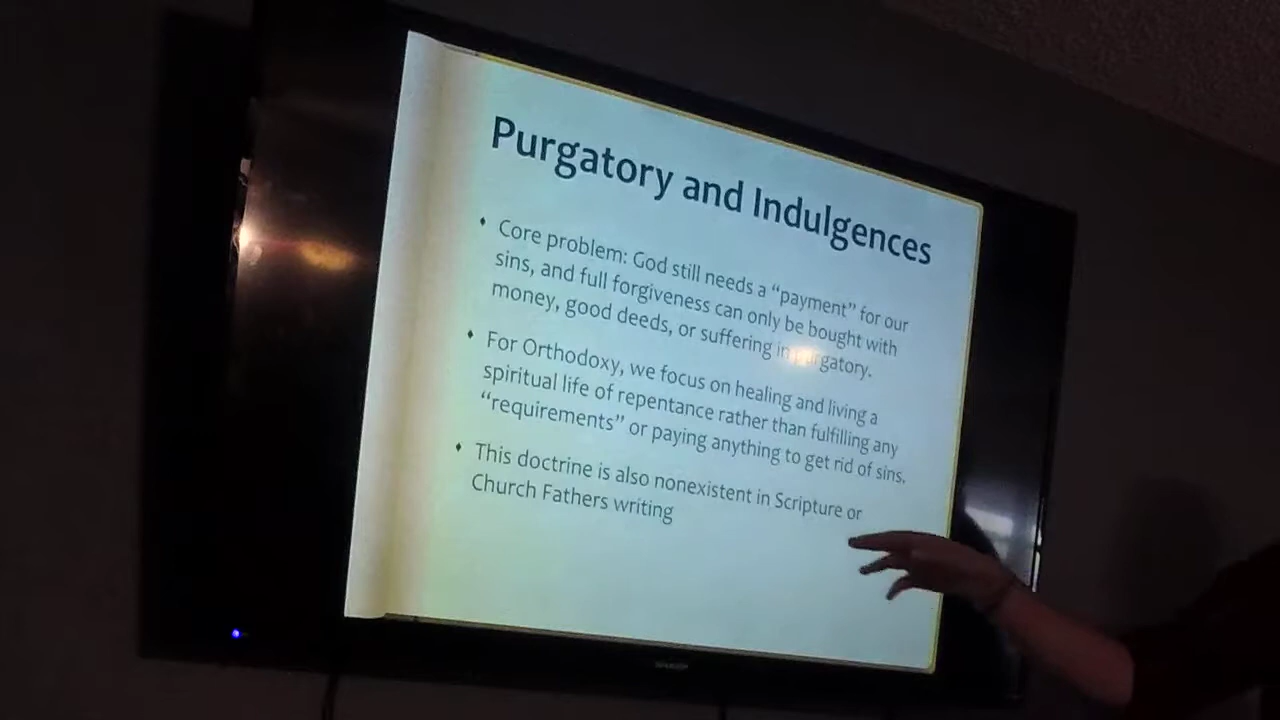 Purgatory and Indulgences
♦ Core problem: God still needs a “payment” for our
sins, and full forgiveness can only be bought with
money, good deeds, or suffering in purgatory.
♦ For Orthodoxy, we focus on healing and living a
spiritual life of repentance rather than fulfilling any
“requirements” or paying anything to get rid of sins.
♦ This doctrine is also nonexistent in Scripture or
Church Fathers writing
SHARP